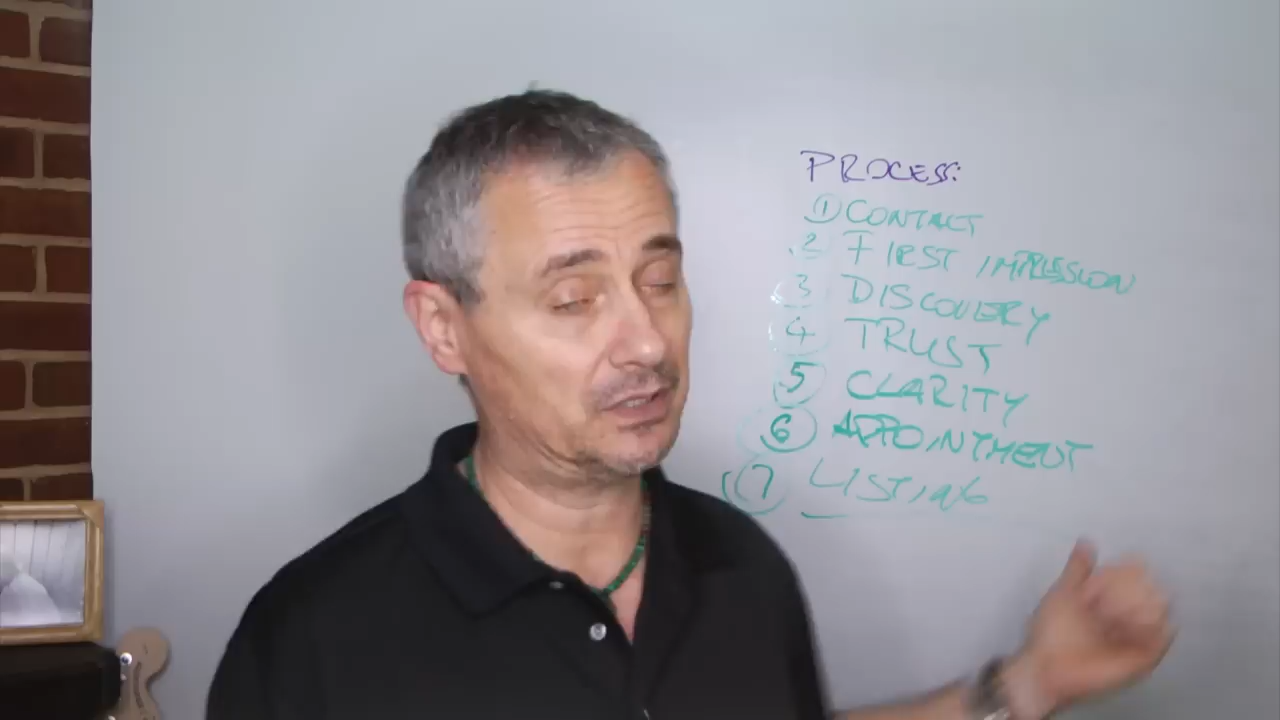 PROCESS:
1 CONTACT
2 FIRST IMPRESSION
3 DISCOVERY
4 TRUST
5 CLARITY
6 APPOINTMENT
7 LISTING